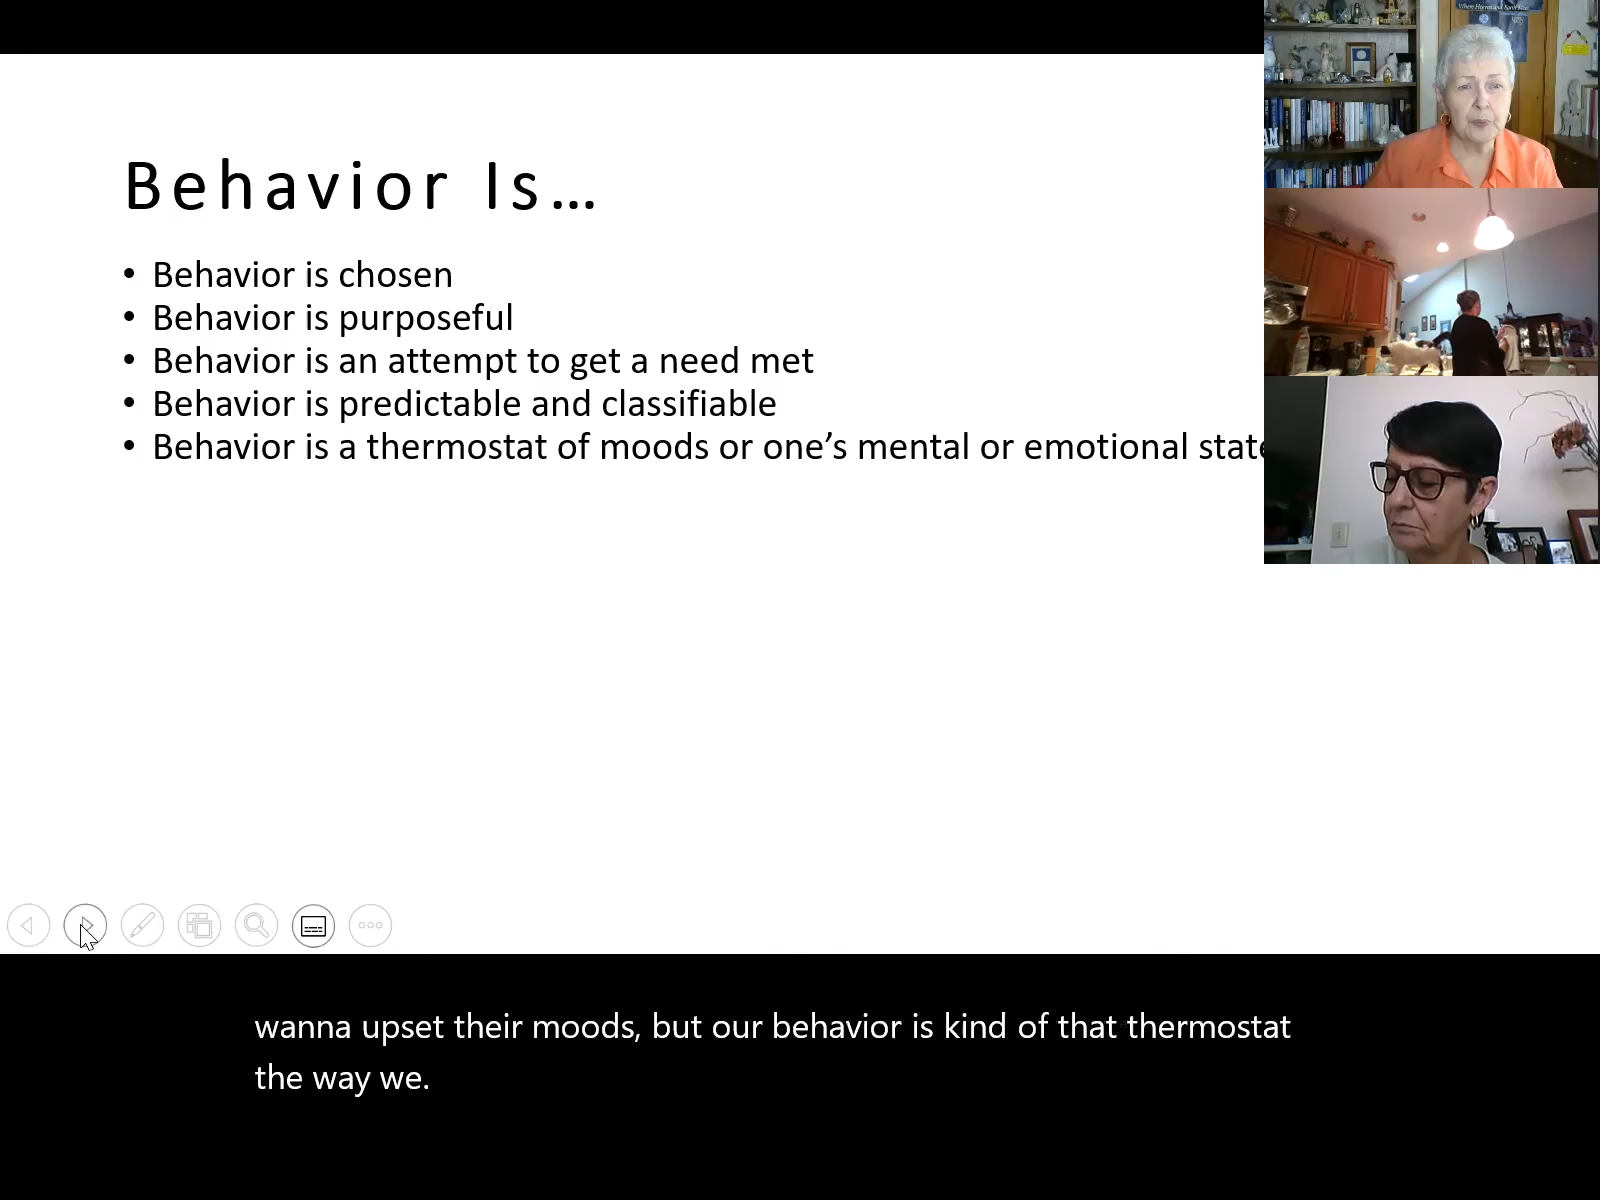 Behavior Is…
• Behavior is chosen
• Behavior is purposeful
• Behavior is an attempt to get a need met
• Behavior is predictable and classifiable
• Behavior is a thermostat of moods or one’s mental or emotional state
wanna upset their moods, but our behavior is kind of that thermostat
the way we.